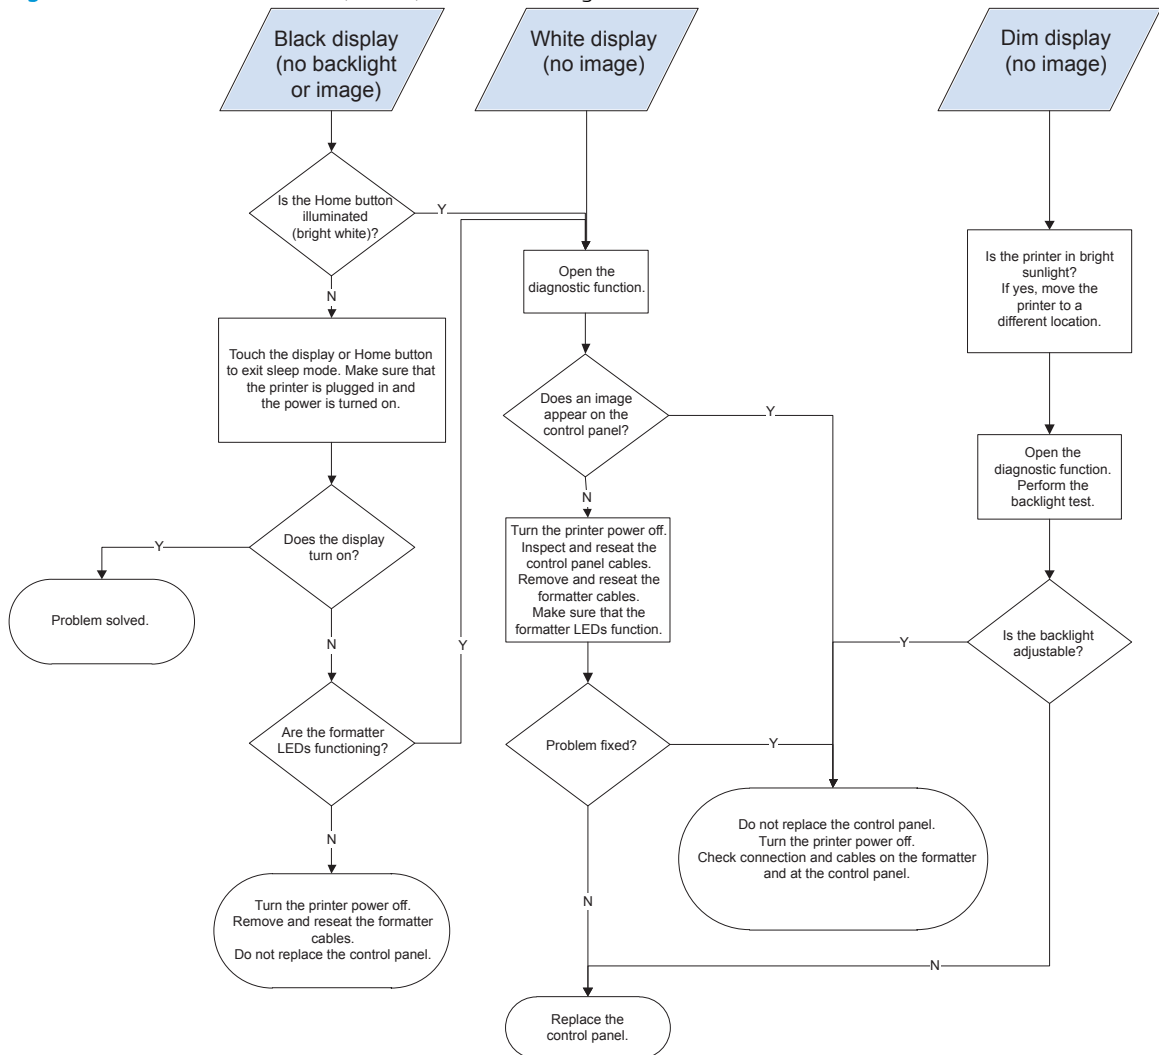 Black display
(no backlight
or image)
White display
(no image)
Dim display
(no image)
Is the Home button
illuminated
(bright white)?
Y
N
Touch the display or Home button
to exit sleep mode. Make sure that
the printer is plugged in and
the power is turned on.
Does the display
turn on?
Y
Problem solved.
N
Are the formatter
LEDs functioning?
Y
N
Turn the printer power off.
Remove and reseat the formatter
cables.
Do not replace the control panel.
Open the
diagnostic function.
Does an image
appear on the
control panel?
Y
N
Turn the printer power off.
Inspect and reseat the
control panel cables.
Remove and reseat the
formatter cables.
Make sure that the
formatter LEDs function.
Problem fixed?
Y
N
Do not replace the control panel.
Turn the printer power off.
Check connection and cables on the formatter
and at the control panel.
Replace the
control panel.
Is the printer in bright
sunlight?
If yes, move the
printer to a
different location.
Open the
diagnostic function.
Perform the
backlight test.
Is the backlight
adjustable?
Y
N